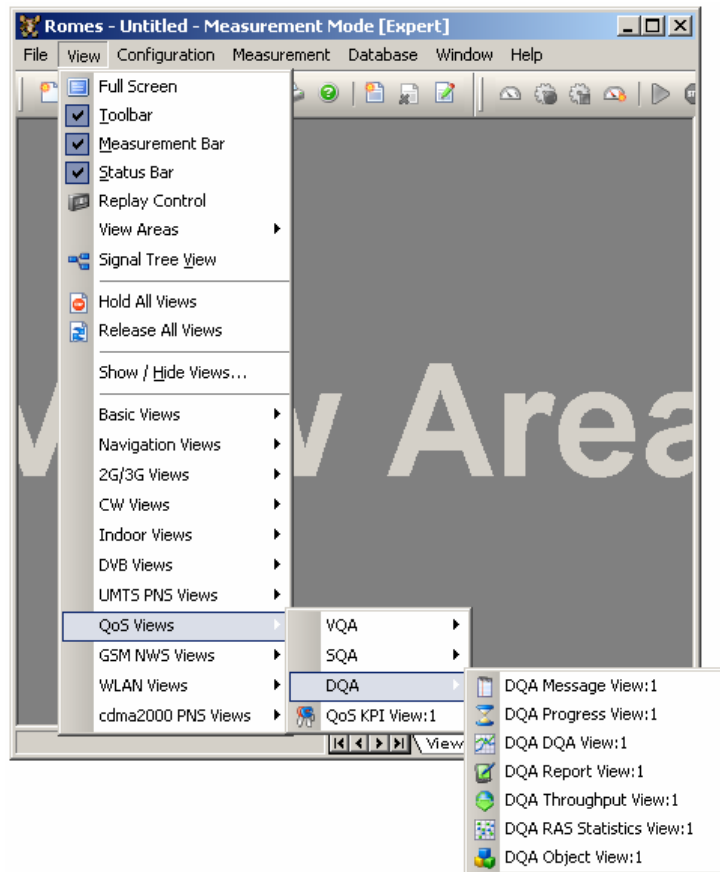 Romes - Untitled - Measurement Mode [Expert]
File View Configuration Measurement Database Window Help
Full Screen
Toolbar
Measurement Bar
Status Bar
Replay Control
View Areas
Signal Tree View
Hold All Views
Release All Views
Show / Hide Views...
Basic Views
Navigation Views
2G/3G Views
CW Views
Indoor Views
DVB Views
UMTS PNS Views
QoS Views
GSM NWS Views
WLAN Views
cdma2000 PNS Views
VQA
SQA
DQA
QoS KPI View:1
DQA Message View:1
DQA Progress View:1
DQA DQA View:1
DQA Report View:1
DQA Throughput View:1
DQA RAS Statistics View:1
DQA Object View:1
View
Area